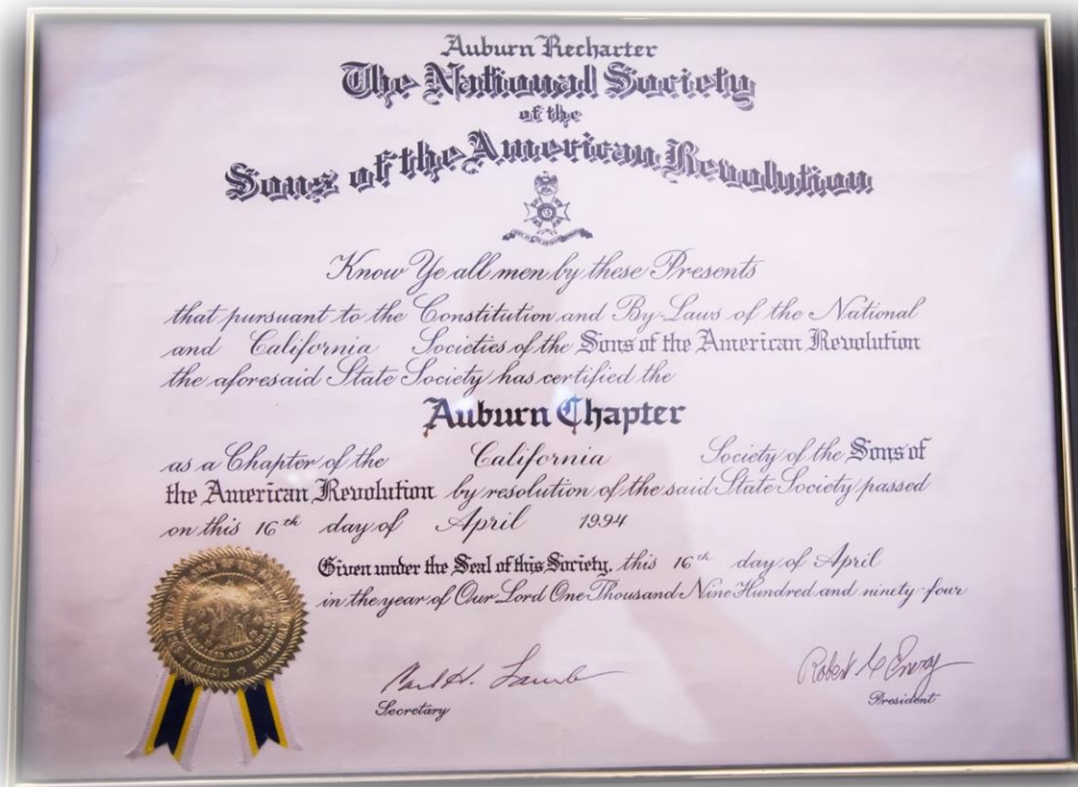 Auburn Recharter
The National Society
of the
Sons of the American Revolution
Know Ye all men by these Presents
that pursuant to the Constitution and By-Laws of the National
and California Societies of the Sons of the American Revolution
the aforesaid State Society has certified the
Auburn Chapter
as a Chapter of the California Society of the Sons of
the American Revolution by resolution of the said State Society passed
on this 16th day of April 1994
Given under the Seal of this Society, this 16th day of April
in the year of Our Lord One Thousand Nine Hundred and ninety-four
Secretary
Robert
President